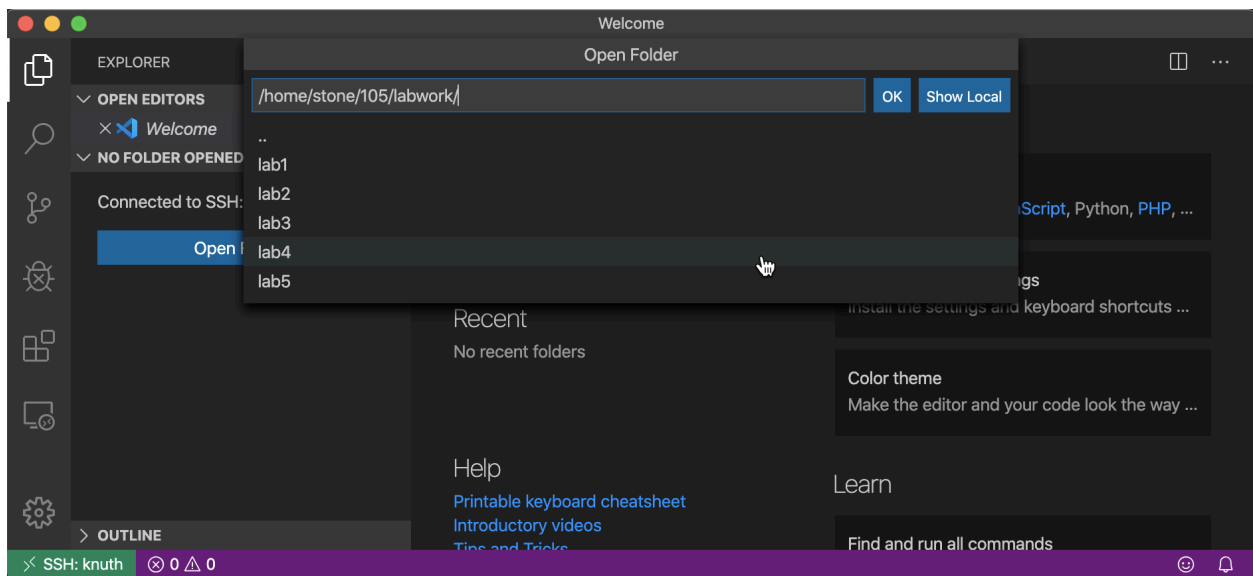 Welcome
Open Folder
EXPLORER
/home/stone/105/labwork/
OK
Show Local
OPEN EDITORS
Welcome
NO FOLDER OPENED
..
lab1
lab2
lab3
lab4
lab5
Connected to SSH:
Open
Script, Python, PHP, ...
Install the settings and keyboard shortcuts ...
Recent
No recent folders
Color theme
Make the editor and your code look the way ...
Help
Printable keyboard cheatsheet
Introductory videos
Tips and Tricks
Learn
Find and run all commands
OUTLINE
SSH: knuth
0
0